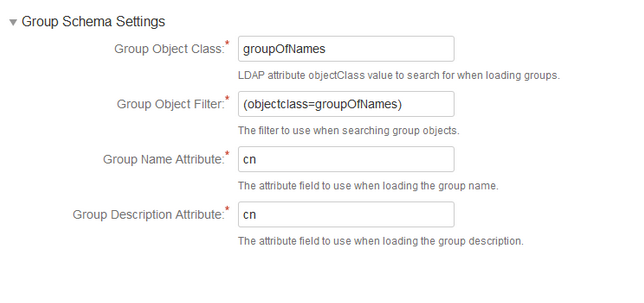 Group Schema Settings
Group Object Class:* groupOfNames
LDAP attribute objectClass value to search for when loading groups.
Group Object Filter:* (objectclass=groupOfNames)
The filter to use when searching group objects.
Group Name Attribute:* cn
The attribute field to use when loading the group name.
Group Description Attribute:* cn
The attribute field to use when loading the group description.